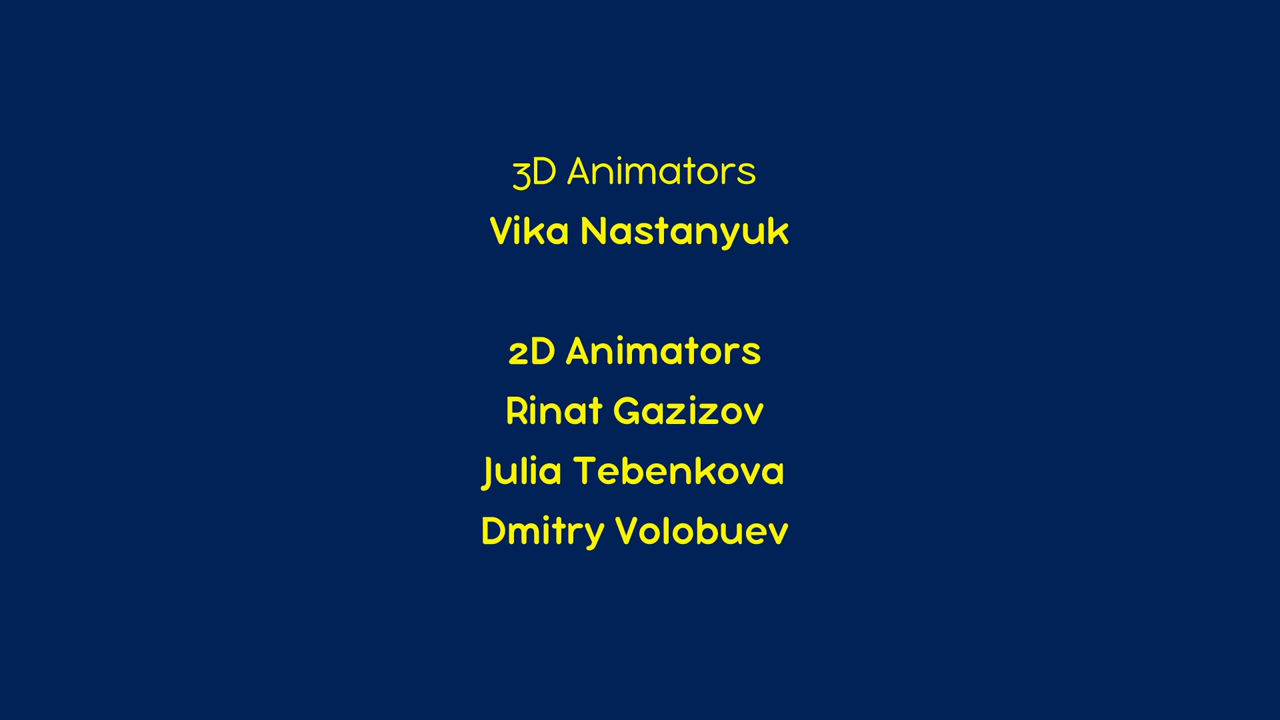 3D Animators
Vika Nastanyuk
2D Animators
Rinat Gazizov
Julia Tebenkova
Dmitry Volobuev